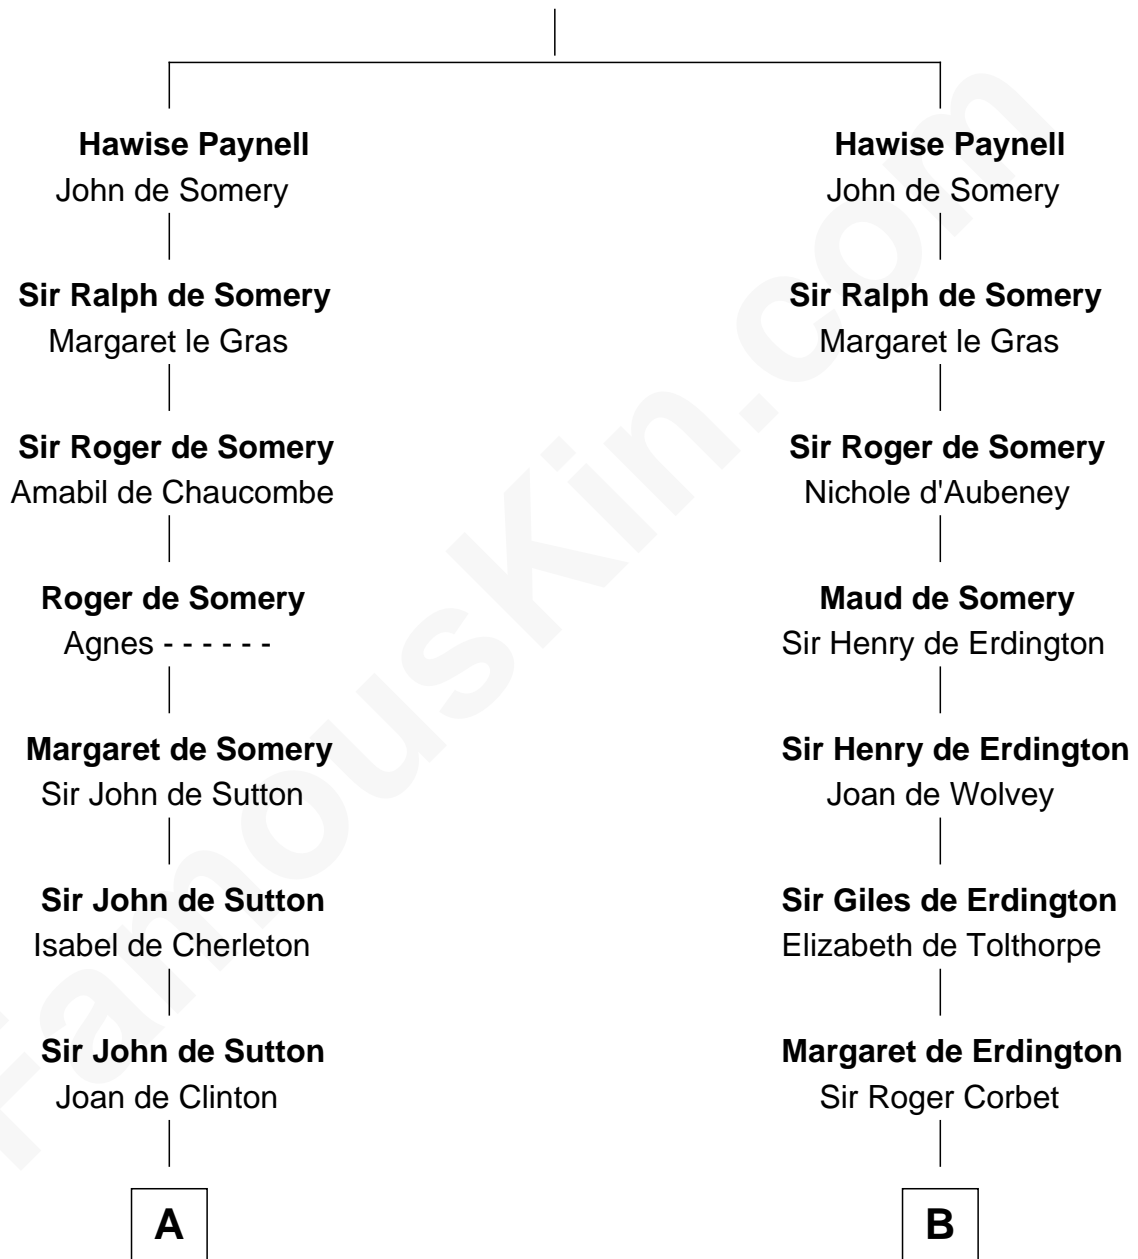 Hawise Paynell
John de Somery
Sir Ralph de Somery
Margaret le Gras
Sir Roger de Somery
Amabil de Chaucombe
Roger de Somery
Agnes - - - - - -
Margaret de Somery
Sir John de Sutton
Sir John de Sutton
Isabel de Cherleton
Sir John de Sutton
Joan de Clinton
A
Hawise Paynell
John de Somery
Sir Ralph de Somery
Margaret le Gras
Sir Roger de Somery
Nichole d'Aubeney
Maud de Somery
Sir Henry de Erdington
Sir Henry de Erdington
Joan de Wolvey
Sir Giles de Erdington
Elizabeth de Tolthorpe
Margaret de Erdington
Sir Roger Corbet
B
FamousKin.com